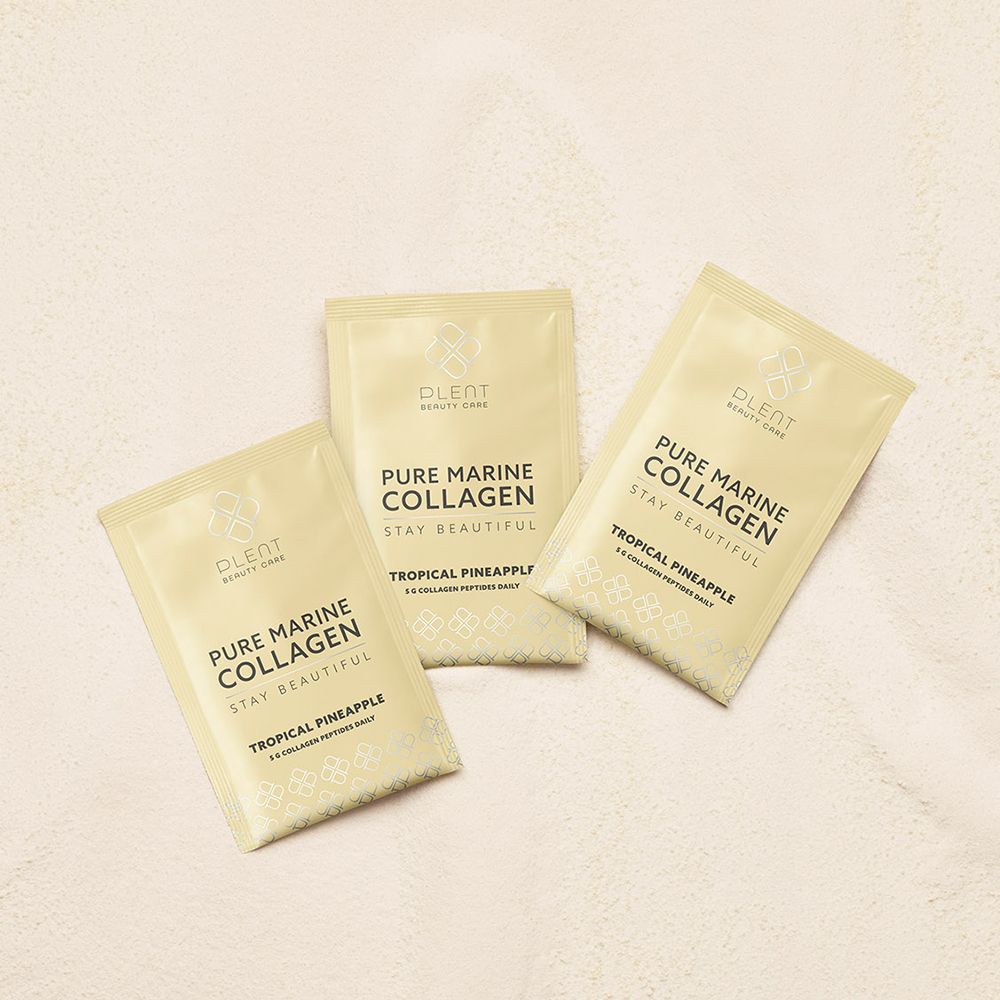 PLENT
BEAUTY CARE
PURE MARINE
COLLAGEN
STAY BEAUTIFUL
TROPICAL PINEAPPLE
5 G COLLAGEN PEPTIDES DAILY
PLENT
BEAUTY CARE
PURE MARINE
COLLAGEN
STAY BEAUTIFUL
TROPICAL PINEAPPLE
5 G COLLAGEN PEPTIDES DAILY
PLENT
BEAUTY CARE
PURE MARINE
COLLAGEN
STAY BEAUTIFUL
TROPICAL PINEAPPLE
5 G COLLAGEN PEPTIDES DAILY